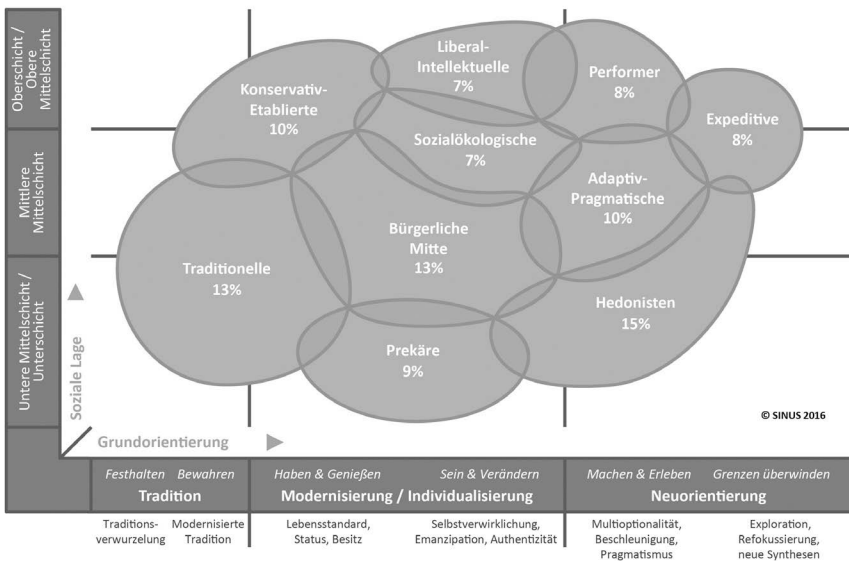 Oberschicht /
Obere
Mittelschicht
Mittlere
Mittelschicht
Untere Mittelschicht /
Unterschicht
Soziale Lage
Konservativ-
Etablierte
10%
Liberal-
Intellektuelle
7%
Performer
8%
Expeditive
8%
Sozialökologische
7%
Adaptiv-
Pragmatische
10%
Bürgerliche
Mitte
13%
Traditionelle
13%
Hedonisten
15%
Prekäre
9%
© SINUS 2016
Grundorientierung
Festhalten Bewahren
Tradition
Haben & Genießen Sein & Verändern
Modernisierung / Individualisierung
Machen & Erleben Grenzen überwinden
Neuorientierung
Traditions-
verwurzelung
Modernisierte
Tradition
Lebensstandard,
Status, Besitz
Selbstverwirklichung,
Emanzipation, Authentizität
Multioptionalität,
Beschleunigung,
Pragmatismus
Exploration,
Refokussierung,
neue Synthesen